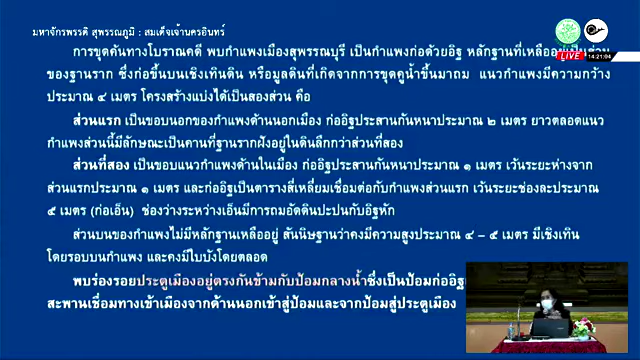 มหาจักรพรรดิ สุพรรณภูมิ : สมเด็จเจ้านครอินทร์
LIVE
14:21:04
การขุดค้นทางโบราณคดี พบกำแพงเมืองสุพรรณบุรี เป็นกำแพงก่อด้วยอิฐ หลักฐานที่เหลืออยู่เป็นส่วน
ของฐานราก ซึ่งก่อขึ้นบนเชิงเทินดิน หรือมูลดินที่เกิดจากการขุดคูน้ำขึ้นมาถม แนวกำแพงมีความกว้าง
ประมาณ ๔ เมตร โครงสร้างแบ่งได้เป็นสองส่วน คือ
ส่วนแรก เป็นขอบนอกของกำแพงด้านนอกเมือง ก่ออิฐประสานกันหนาประมาณ ๒ เมตร ยาวตลอดแนว
กำแพงส่วนนี้มีลักษณะเป็นคานที่ฐานรากฝังอยู่ในดินลึกกว่าส่วนที่สอง
ส่วนที่สอง เป็นขอบแนวกำแพงด้านในเมือง ก่ออิฐประสานกันหนาประมาณ ๑ เมตร เว้นระยะห่างจาก
ส่วนแรกประมาณ ๑ เมตร และก่ออิฐเป็นตารางสี่เหลี่ยมเชื่อมต่อกับกำแพงส่วนแรก เว้นระยะช่องละประมาณ
๕ เมตร (ก่อเอ็น) ช่องว่างระหว่างเอ็นมีการถมอัดดินปะปนกับอิฐหัก
ส่วนบนของกำแพงไม่มีหลักฐานเหลืออยู่ สันนิษฐานว่าคงมีความสูงประมาณ ๔ – ๕ เมตร มีเชิงเทิน
โดยรอบบนกำแพง และคงมีใบบังโดยตลอด
พบร่องรอยประตูเมืองอยู่ตรงกันข้ามกับป้อมกลางน้ำซึ่งเป็นป้อมก่ออิฐ
สะพานเชื่อมทางเข้าเมืองจากด้านนอกเข้าสู่ป้อมและจากป้อมสู่ประตูเมือง